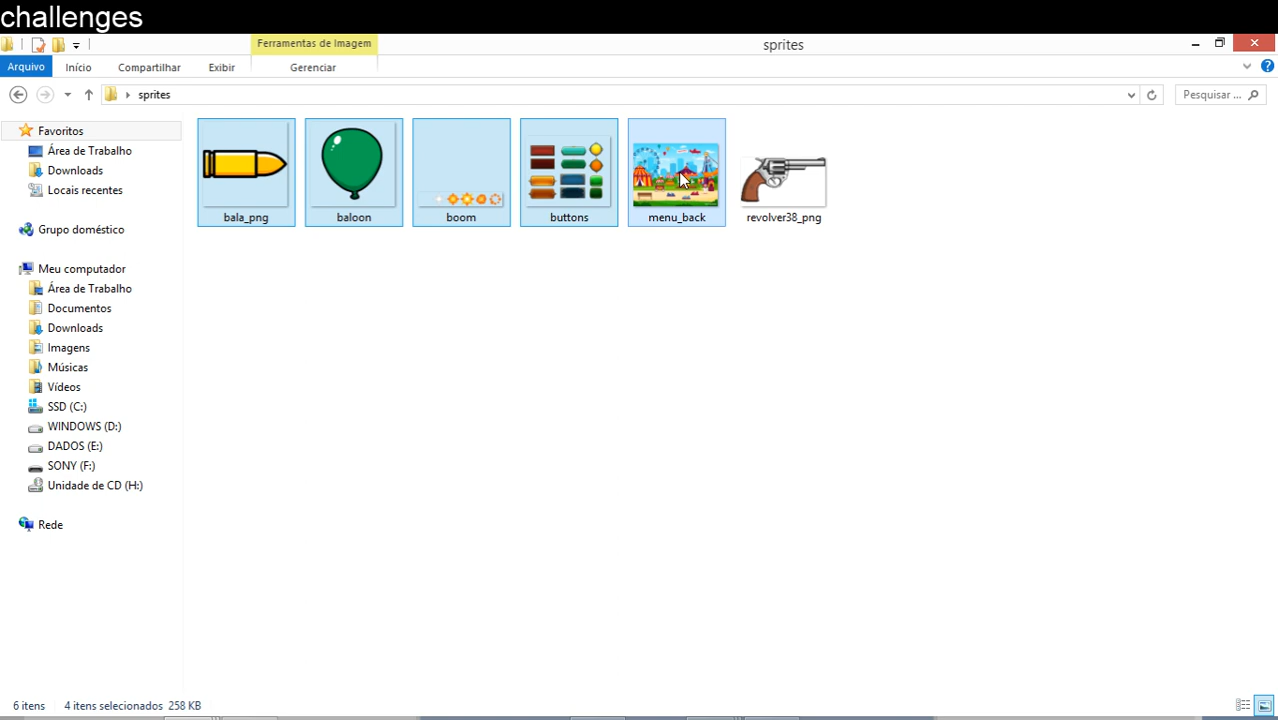 challenges
Ferramentas de Imagem
sprites
Arquivo
Início
Compartilhar
Exibir
Gerenciar
sprites
Pesquisar ...
Favoritos
Área de Trabalho
Downloads
Locais recentes
Grupo doméstico
Meu computador
Área de Trabalho
Documentos
Downloads
Imagens
Músicas
Vídeos
SSD (C:)
WINDOWS (D:)
DADOS (E:)
SONY (F:)
Unidade de CD (H:)
Rede
bala_png
baloon
boom
buttons
menu_back
revolver38_png
6 itens
4 itens selecionados 258 KB